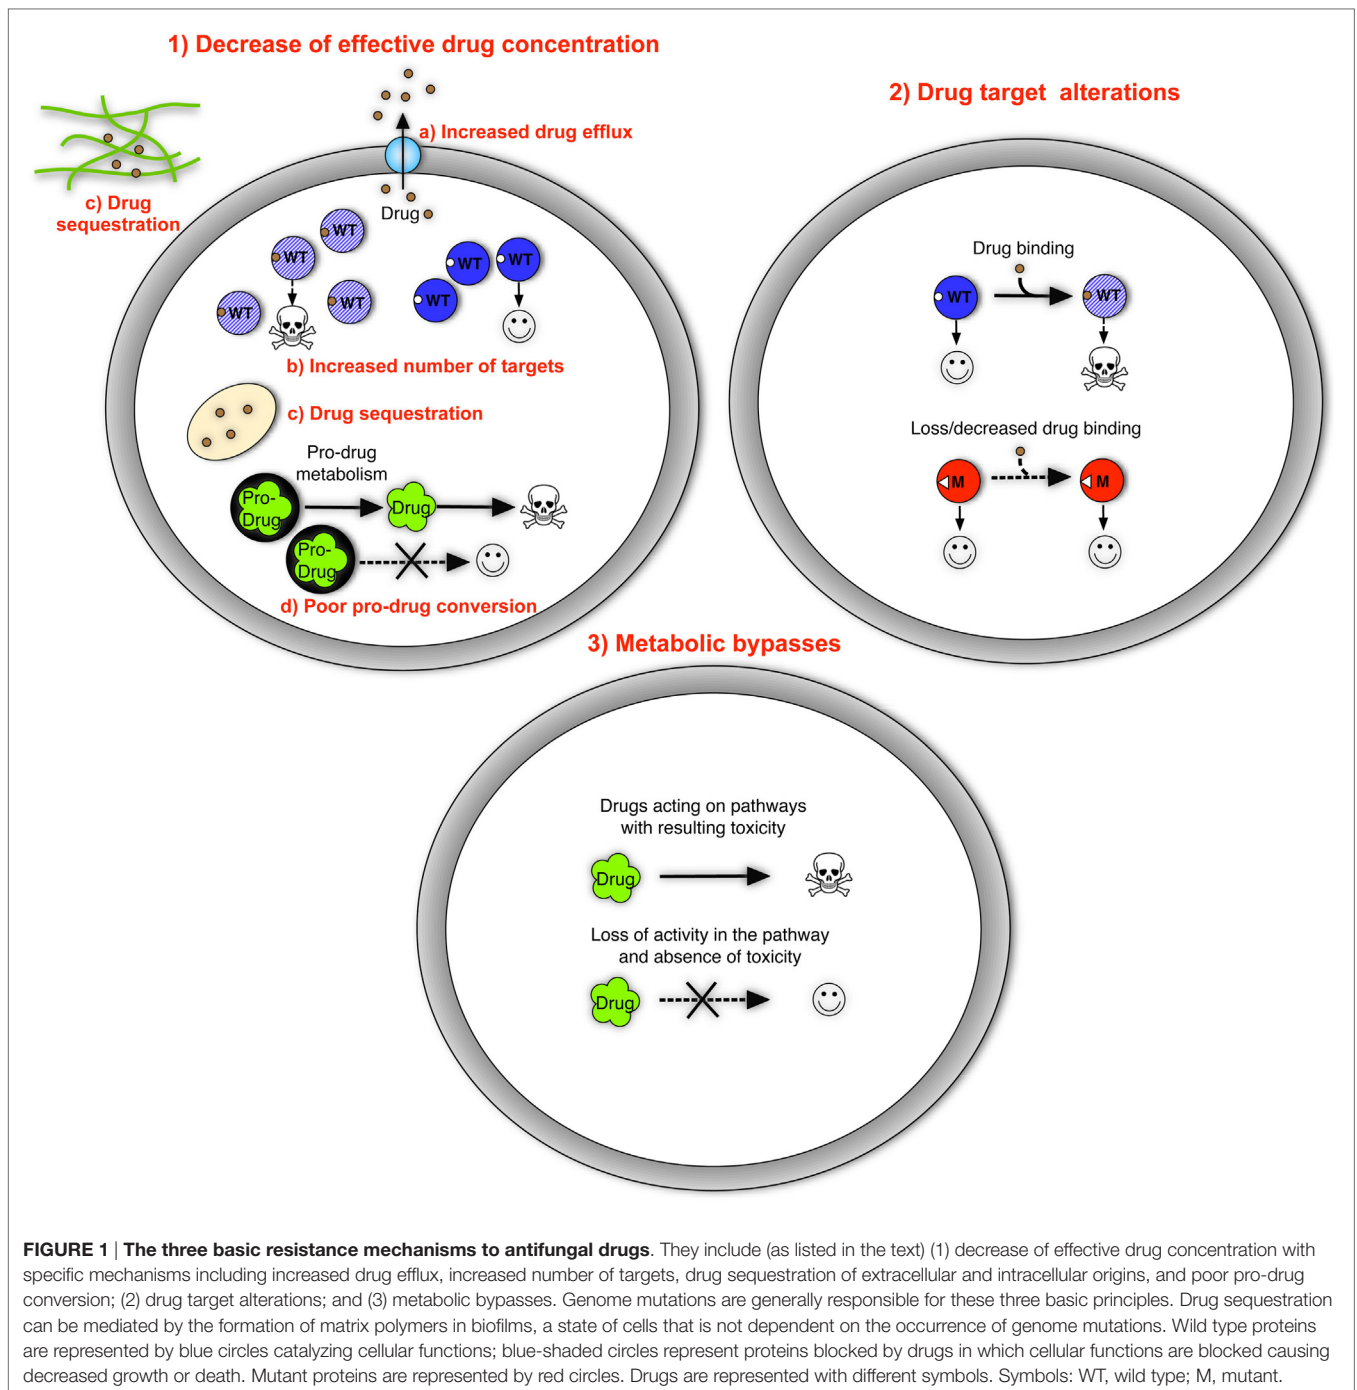 1) Decrease of effective drug concentration
a) Increased drug efflux
c) Drug
sequestration
Drug
WT
WT
WT
WT
WT
WT
WT
b) Increased number of targets
c) Drug sequestration
Pro-drug
metabolism
Pro-
Drug
Drug
Pro-
Drug
d) Poor pro-drug conversion
2) Drug target alterations
Drug binding
WT
WT
Loss/decreased drug binding
M
M
3) Metabolic bypasses
Drugs acting on pathways
with resulting toxicity
Drug
Loss of activity in the pathway
and absence of toxicity
Drug
FIGURE 1 | The three basic resistance mechanisms to antifungal drugs. They include (as listed in the text) (1) decrease of effective drug concentration with
specific mechanisms including increased drug efflux, increased number of targets, drug sequestration of extracellular and intracellular origins, and poor pro-drug
conversion; (2) drug target alterations; and (3) metabolic bypasses. Genome mutations are generally responsible for these three basic principles. Drug sequestration
can be mediated by the formation of matrix polymers in biofilms, a state of cells that is not dependent on the occurrence of genome mutations. Wild type proteins
are represented by blue circles catalyzing cellular functions; blue-shaded circles represent proteins blocked by drugs in which cellular functions are blocked causing
decreased growth or death. Mutant proteins are represented by red circles. Drugs are represented with different symbols. Symbols: WT, wild type; M, mutant.